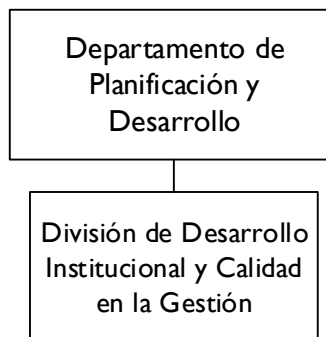 Departamento de
Planificación y
Desarrollo
División de Desarrollo
Institucional y Calidad
en la Gestión